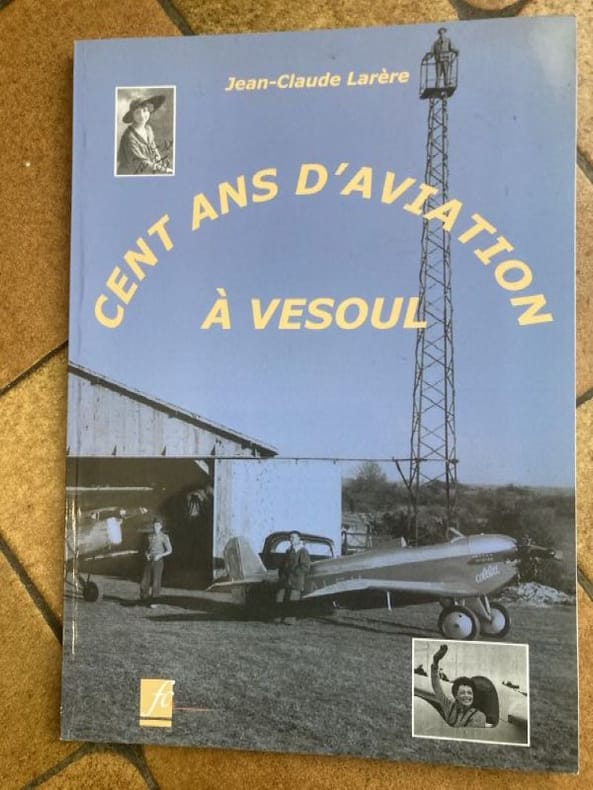 Jean-Claude Larère
CENT ANS D'AVIATION
À VESOUL